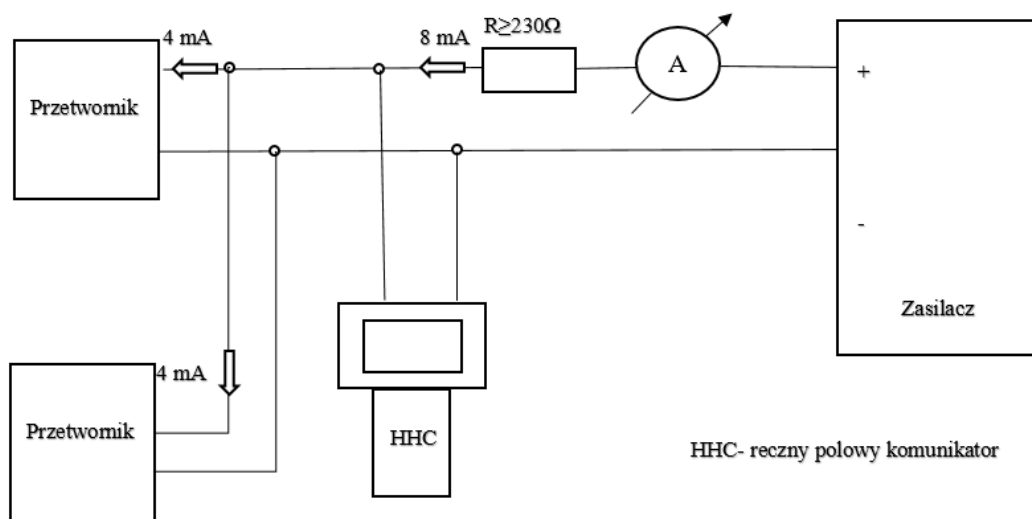 R≥230Ω
4 mA
8 mA
A
+
Przetwornik
-
Zasilacz
4 mA
Przetwornik
HHC
HHC- reczny polowy komunikator